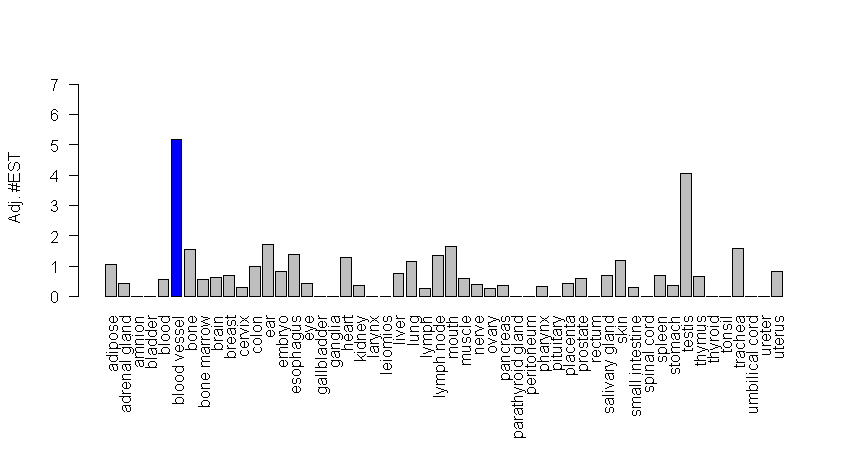 Adj. #EST
7
6
5
4
3
2
1
0
adipose
adrenal gland
amnion
bladder
blood
blood vessel
bone
bone marrow
brain
breast
cervix
colon
ear
embryo
esophagus
eye
gallbladder
ganglia
heart
kidney
larynx
leiomios
liver
lung
lymph
lymph node
mouth
muscle
nerve
ovary
pancreas
parathyroid gland
peritoneum
pharynx
pituitary
placenta
prostate
rectum
salivary gland
skin
small intestine
spinal cord
spleen
stomach
testis
thymus
thyroid
tonsil
trachea
umbilical cord
ureter
uterus